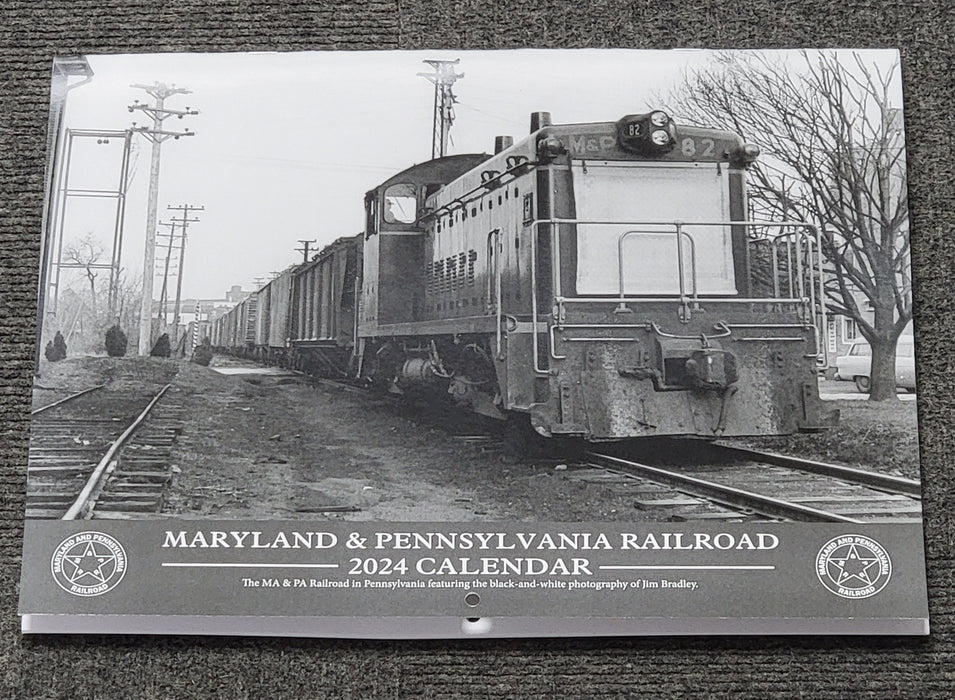 82
M&P 82
MARYLAND & PENNSYLVANIA RAILROAD
2024 CALENDAR
The MA & PA Railroad in Pennsylvania featuring the black-and-white photography of Jim Bradley.
MARYLAND AND PENNSYLVANIA RAILROAD
MARYLAND AND PENNSYLVANIA RAILROAD